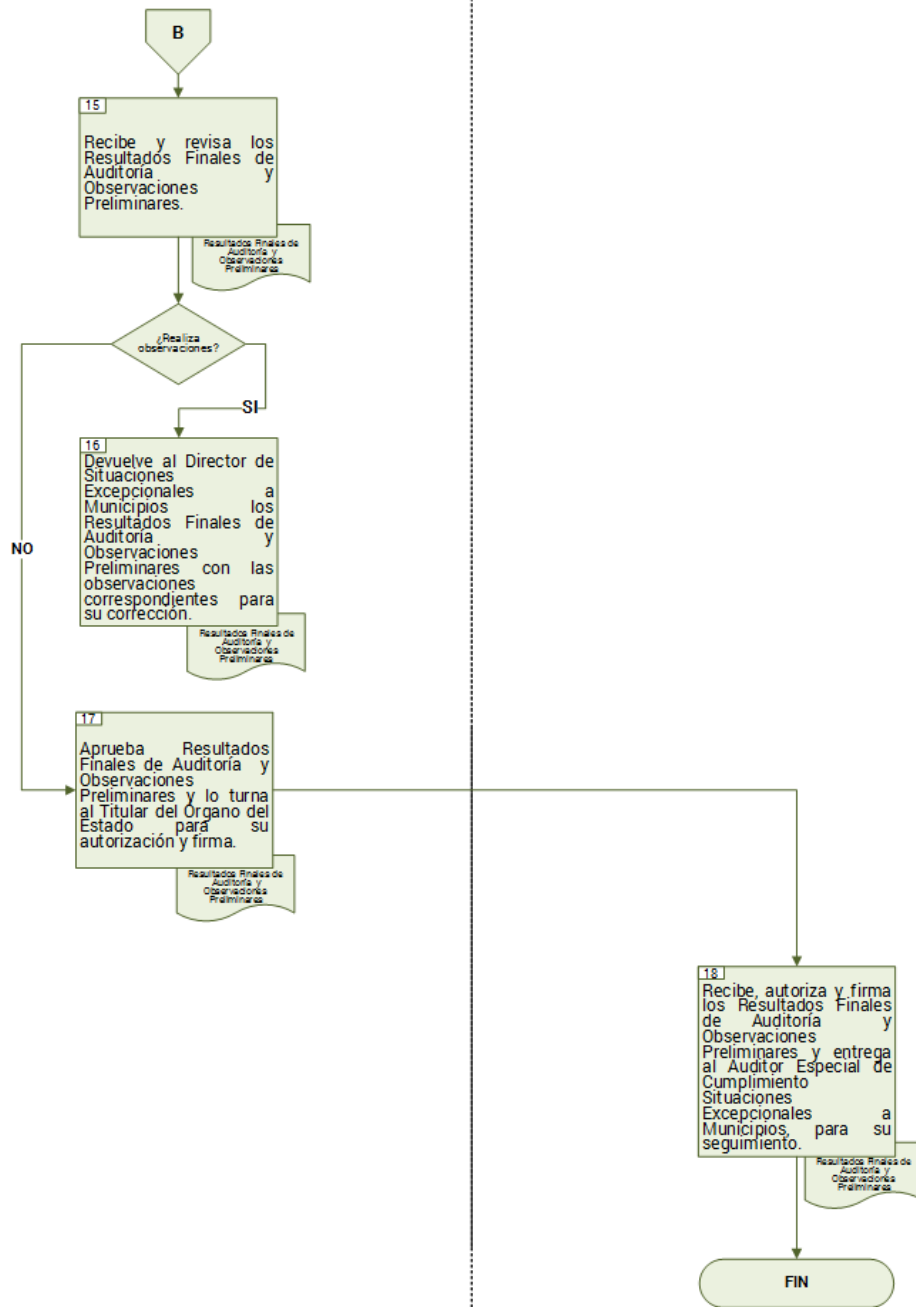 B
15
Recibe y revisa los
Resultados Finales de
Auditoría y
Observaciones
Preliminares.
Resultados Finales de
Auditoría y
Observaciones
Preliminares
¿Realiza
observaciones?
SI
16
Devuelve al Director de
Situaciones
Excepcionales a
Municipios los
Resultados Finales de
Auditoría y
Observaciones
Preliminares con las
observaciones
correspondientes para
su corrección.
NO
Resultados Finales de
Auditoría y
Observaciones
Preliminares
17
Aprueba Resultados
Finales de Auditoría y
Observaciones
Preliminares y lo turna
al Titular del Órgano del
Estado para su
autorización y firma.
Resultados Finales de
Auditoría y
Observaciones
Preliminares
18
Recibe, autoriza y firma
los Resultados Finales
de Auditoría y
Observaciones
Preliminares y entrega
al Auditor Especial de
Cumplimiento
Situaciones
Excepcionales a
Municipios, para su
seguimiento.
Resultados Finales de
Auditoría y
Observaciones
Preliminares
FIN